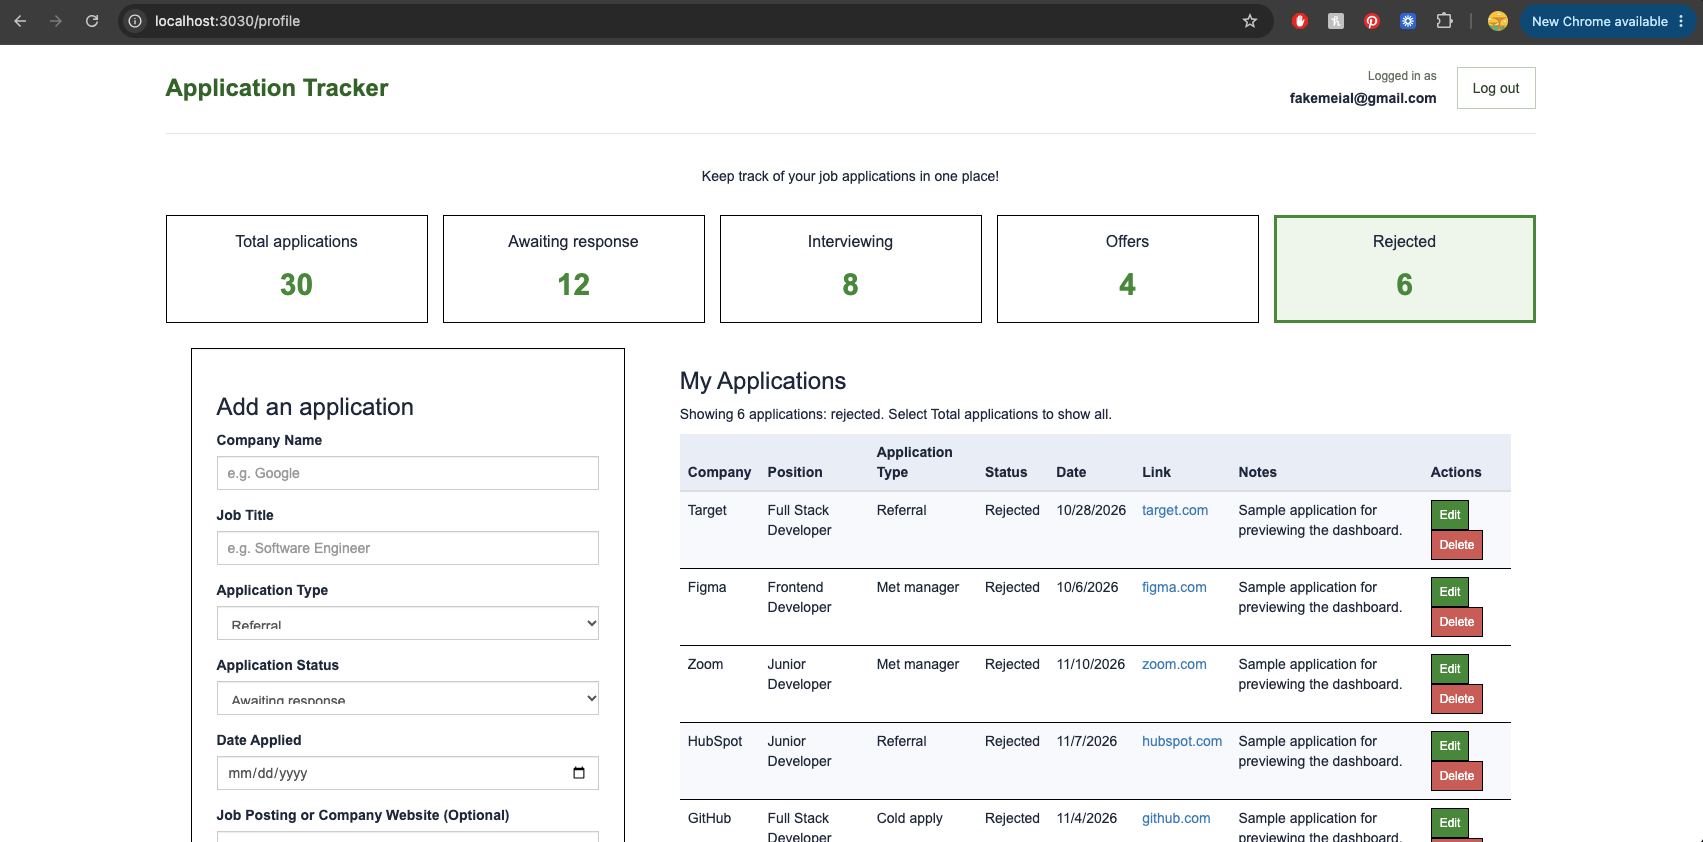 localhost:3030/profile
New Chrome available
Application Tracker
Logged in as
fakemeial@gmail.com
Log out
Keep track of your job applications in one place!
Total applications
30
Awaiting response
12
Interviewing
8
Offers
4
Rejected
6
Add an application
Company Name
e.g. Google
Job Title
e.g. Software Engineer
Application Type
Referral
Application Status
Awaiting response
Date Applied
mm/dd/yyyy
Job Posting or Company Website (Optional)
My Applications
Showing 6 applications: rejected. Select Total applications to show all.
Company Position Application Type Status Date Link Notes Actions
Target Full Stack Developer Referral Rejected 10/28/2026 target.com Sample application for previewing the dashboard. Edit Delete
Figma Frontend Developer Met manager Rejected 10/6/2026 figma.com Sample application for previewing the dashboard. Edit Delete
Zoom Junior Developer Met manager Rejected 11/10/2026 zoom.com Sample application for previewing the dashboard. Edit Delete
HubSpot Junior Developer Referral Rejected 11/7/2026 hubspot.com Sample application for previewing the dashboard. Edit Delete
GitHub Full Stack Developer Cold apply Rejected 11/4/2026 github.com Sample application for previewing the dashboard. Edit